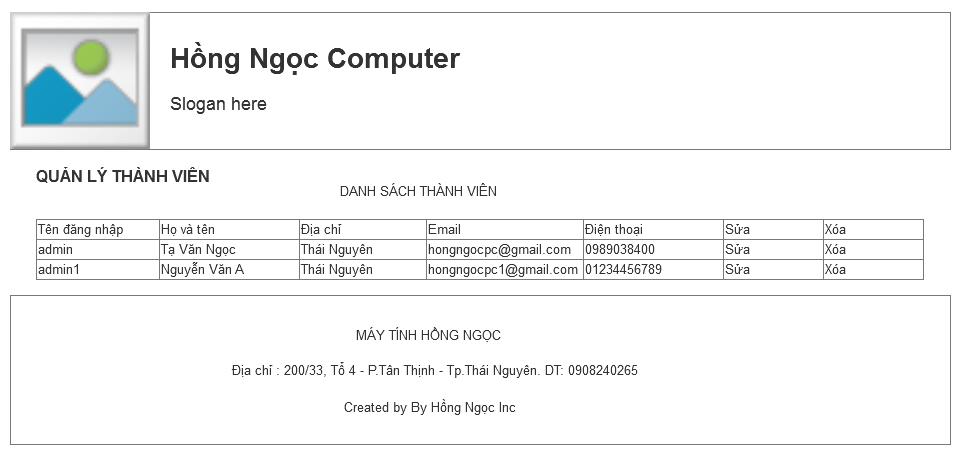 Hồng Ngọc Computer
Slogan here
QUẢN LÝ THÀNH VIÊN
DANH SÁCH THÀNH VIÊN
Tên đăng nhập Họ và tên Địa chỉ Email Điện thoại Sửa Xóa
admin Tạ Văn Ngọc Thái Nguyên hongngocpc@gmail.com 0989038400 Sửa Xóa
admin1 Nguyễn Văn A Thái Nguyên hongngocpc1@gmail.com 01234456789 Sửa Xóa
MÁY TÍNH HỒNG NGỌC
Địa chỉ : 200/33, Tổ 4 - P.Tân Thịnh - Tp.Thái Nguyên. DT: 0908240265
Created by By Hồng Ngọc Inc